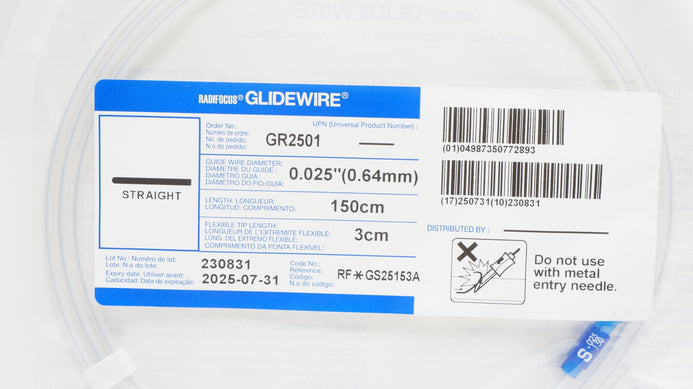 RADIFOCUS® GLIDEWIRE®
Order No.:
Numéro de ordre:
No. de pedido:
N.o do pedido:
GR2501
UPN (Universal Product Number) :
STRAIGHT
GUIDE WIRE DIAMETER:
DIAMETRE DU GUIDE :
DIÁMETRO GUIA :
DIÂMETRO DO FIO-GUIA:
0.025"(0.64mm)
LENGTH: LONGUEUR:
LONGITUD: COMPRIMENTO:
150cm
FLEXIBLE TIP LENGTH:
LONGUEUR DE L'EXTREMITE FLEXIBLE:
LONG. DEL EXTREMO FLEXIBLE:
COMPRIMENTO DA PONTA FLEXÍVEL:
3cm
Lot No.: Numéro de lot:
Lote: N.o do lote:
230831
Expiry date: Utiliser avant:
Caducidad: Data de expiração:
2025-07-31
Code No.:
Référence:
Código:
N.o do código:
RF*GS25153A
(01)04987350772893
(17)250731(10)230831
DISTRIBUTED BY :
Do not use
with metal
entry needle.
S .025
150